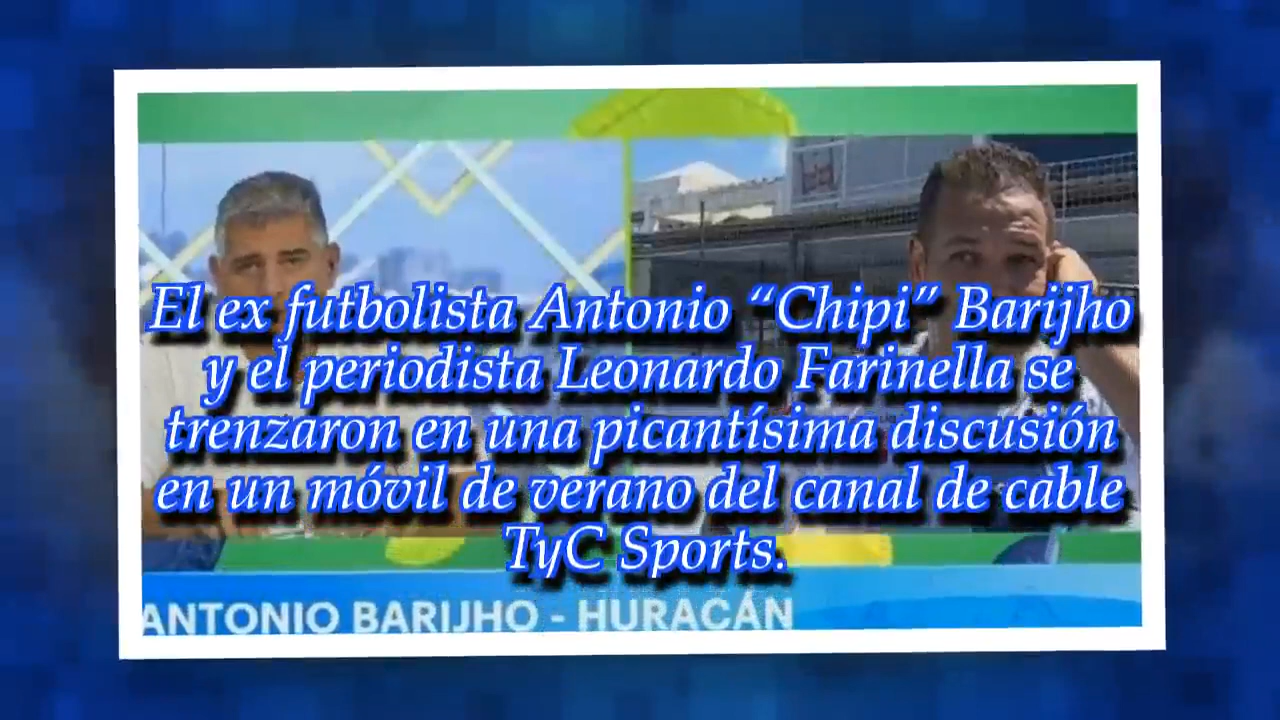 El ex futbolista Antonio “Chipi” Barijho
y el periodista Leonardo Farinella se
trenzaron en una picantísima discusión
en un móvil de verano del canal de cable
TyC Sports.
ANTONIO BARIJHO - HURACÁN